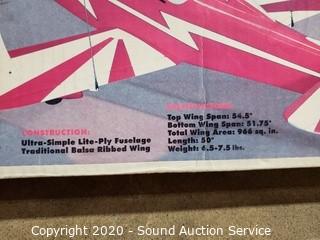 CONSTRUCTION:
Ultra-Simple Lite-Ply Fuselage
Traditional Balsa Ribbed Wing
SPECIFICATIONS:
Top Wing Span: 54.5"
Bottom Wing Span: 51.75"
Total Wing Area: 966 sq. in.
Length: 50"
Weight: 6.5-7.5 lbs.
Copyright 2020 - Sound Auction Service